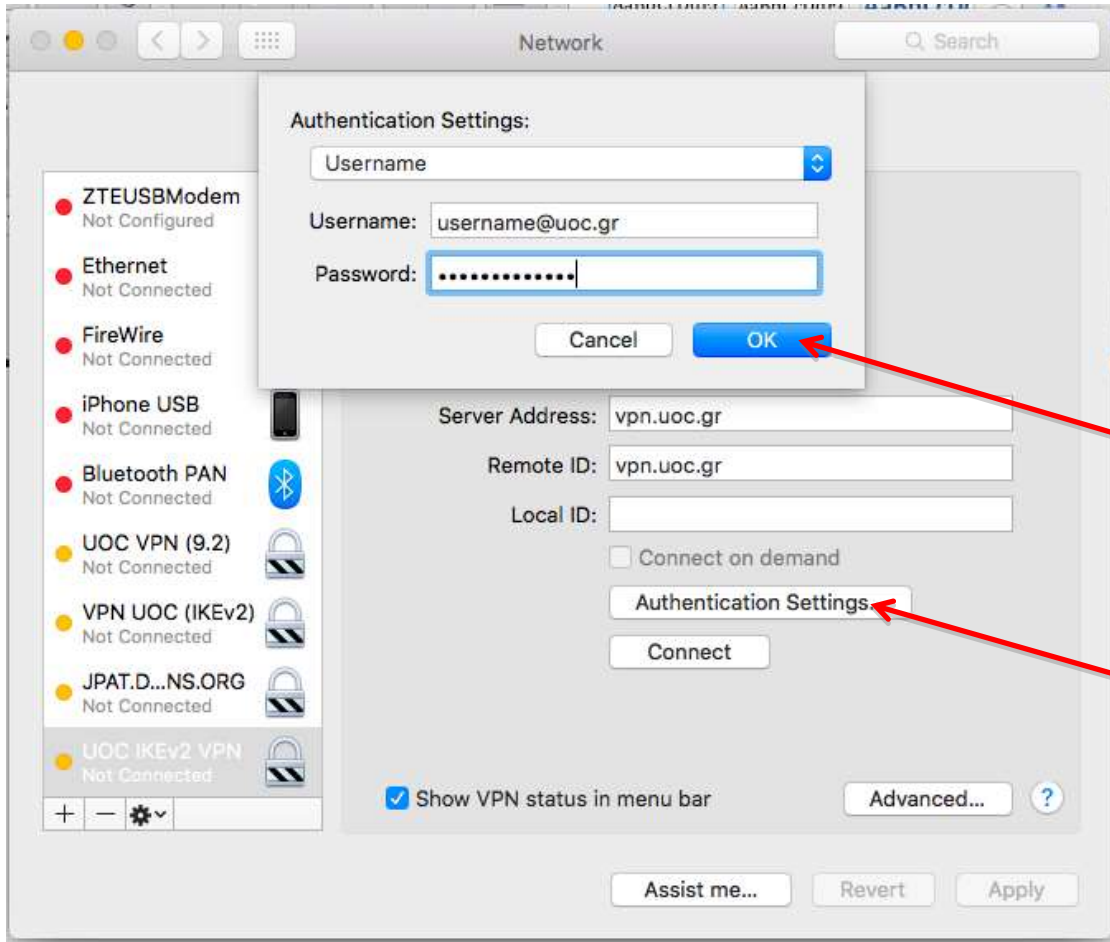 Network
Search
Authentication Settings:
Username
Username: username@uoc.gr
Password: •••••••••••••
Cancel
OK
ZTEUSBModem
Not Configured
Ethernet
Not Connected
FireWire
Not Connected
iPhone USB
Not Connected
Bluetooth PAN
Not Connected
UOC VPN (9.2)
Not Connected
VPN UOC (IKEv2)
Not Connected
JPAT.D...NS.ORG
Not Connected
UOC IKEv2 VPN
Not Connected
Server Address: vpn.uoc.gr
Remote ID: vpn.uoc.gr
Local ID:
Connect on demand
Authentication Settings...
Connect
Show VPN status in menu bar
Advanced...
?
Assist me...
Revert
Apply